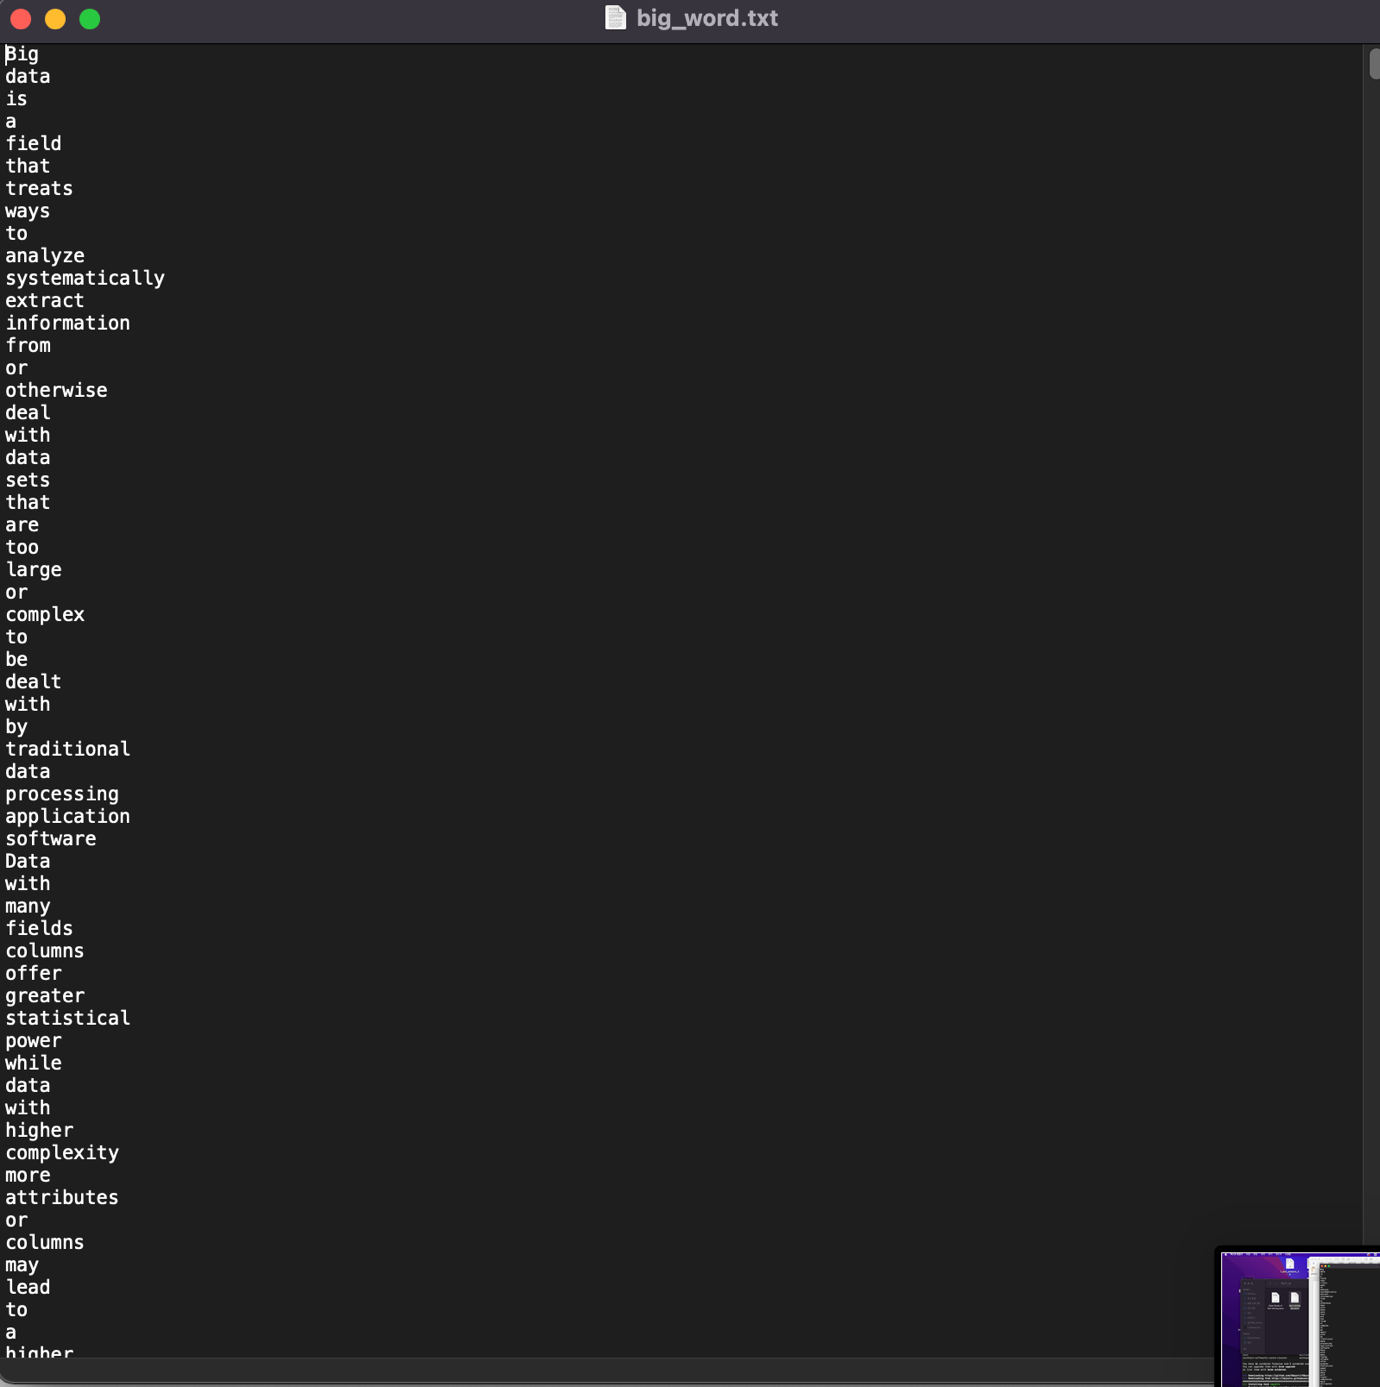 big_word.txt
Big
data
is
a
field
that
treats
ways
to
analyze
systematically
extract
information
from
or
otherwise
deal
with
data
sets
that
are
too
large
or
complex
to
be
dealt
with
by
traditional
data
processing
application
software
Data
with
many
fields
columns
offer
greater
statistical
power
while
data
with
higher
complexity
more
attributes
or
columns
may
lead
to
a
higher